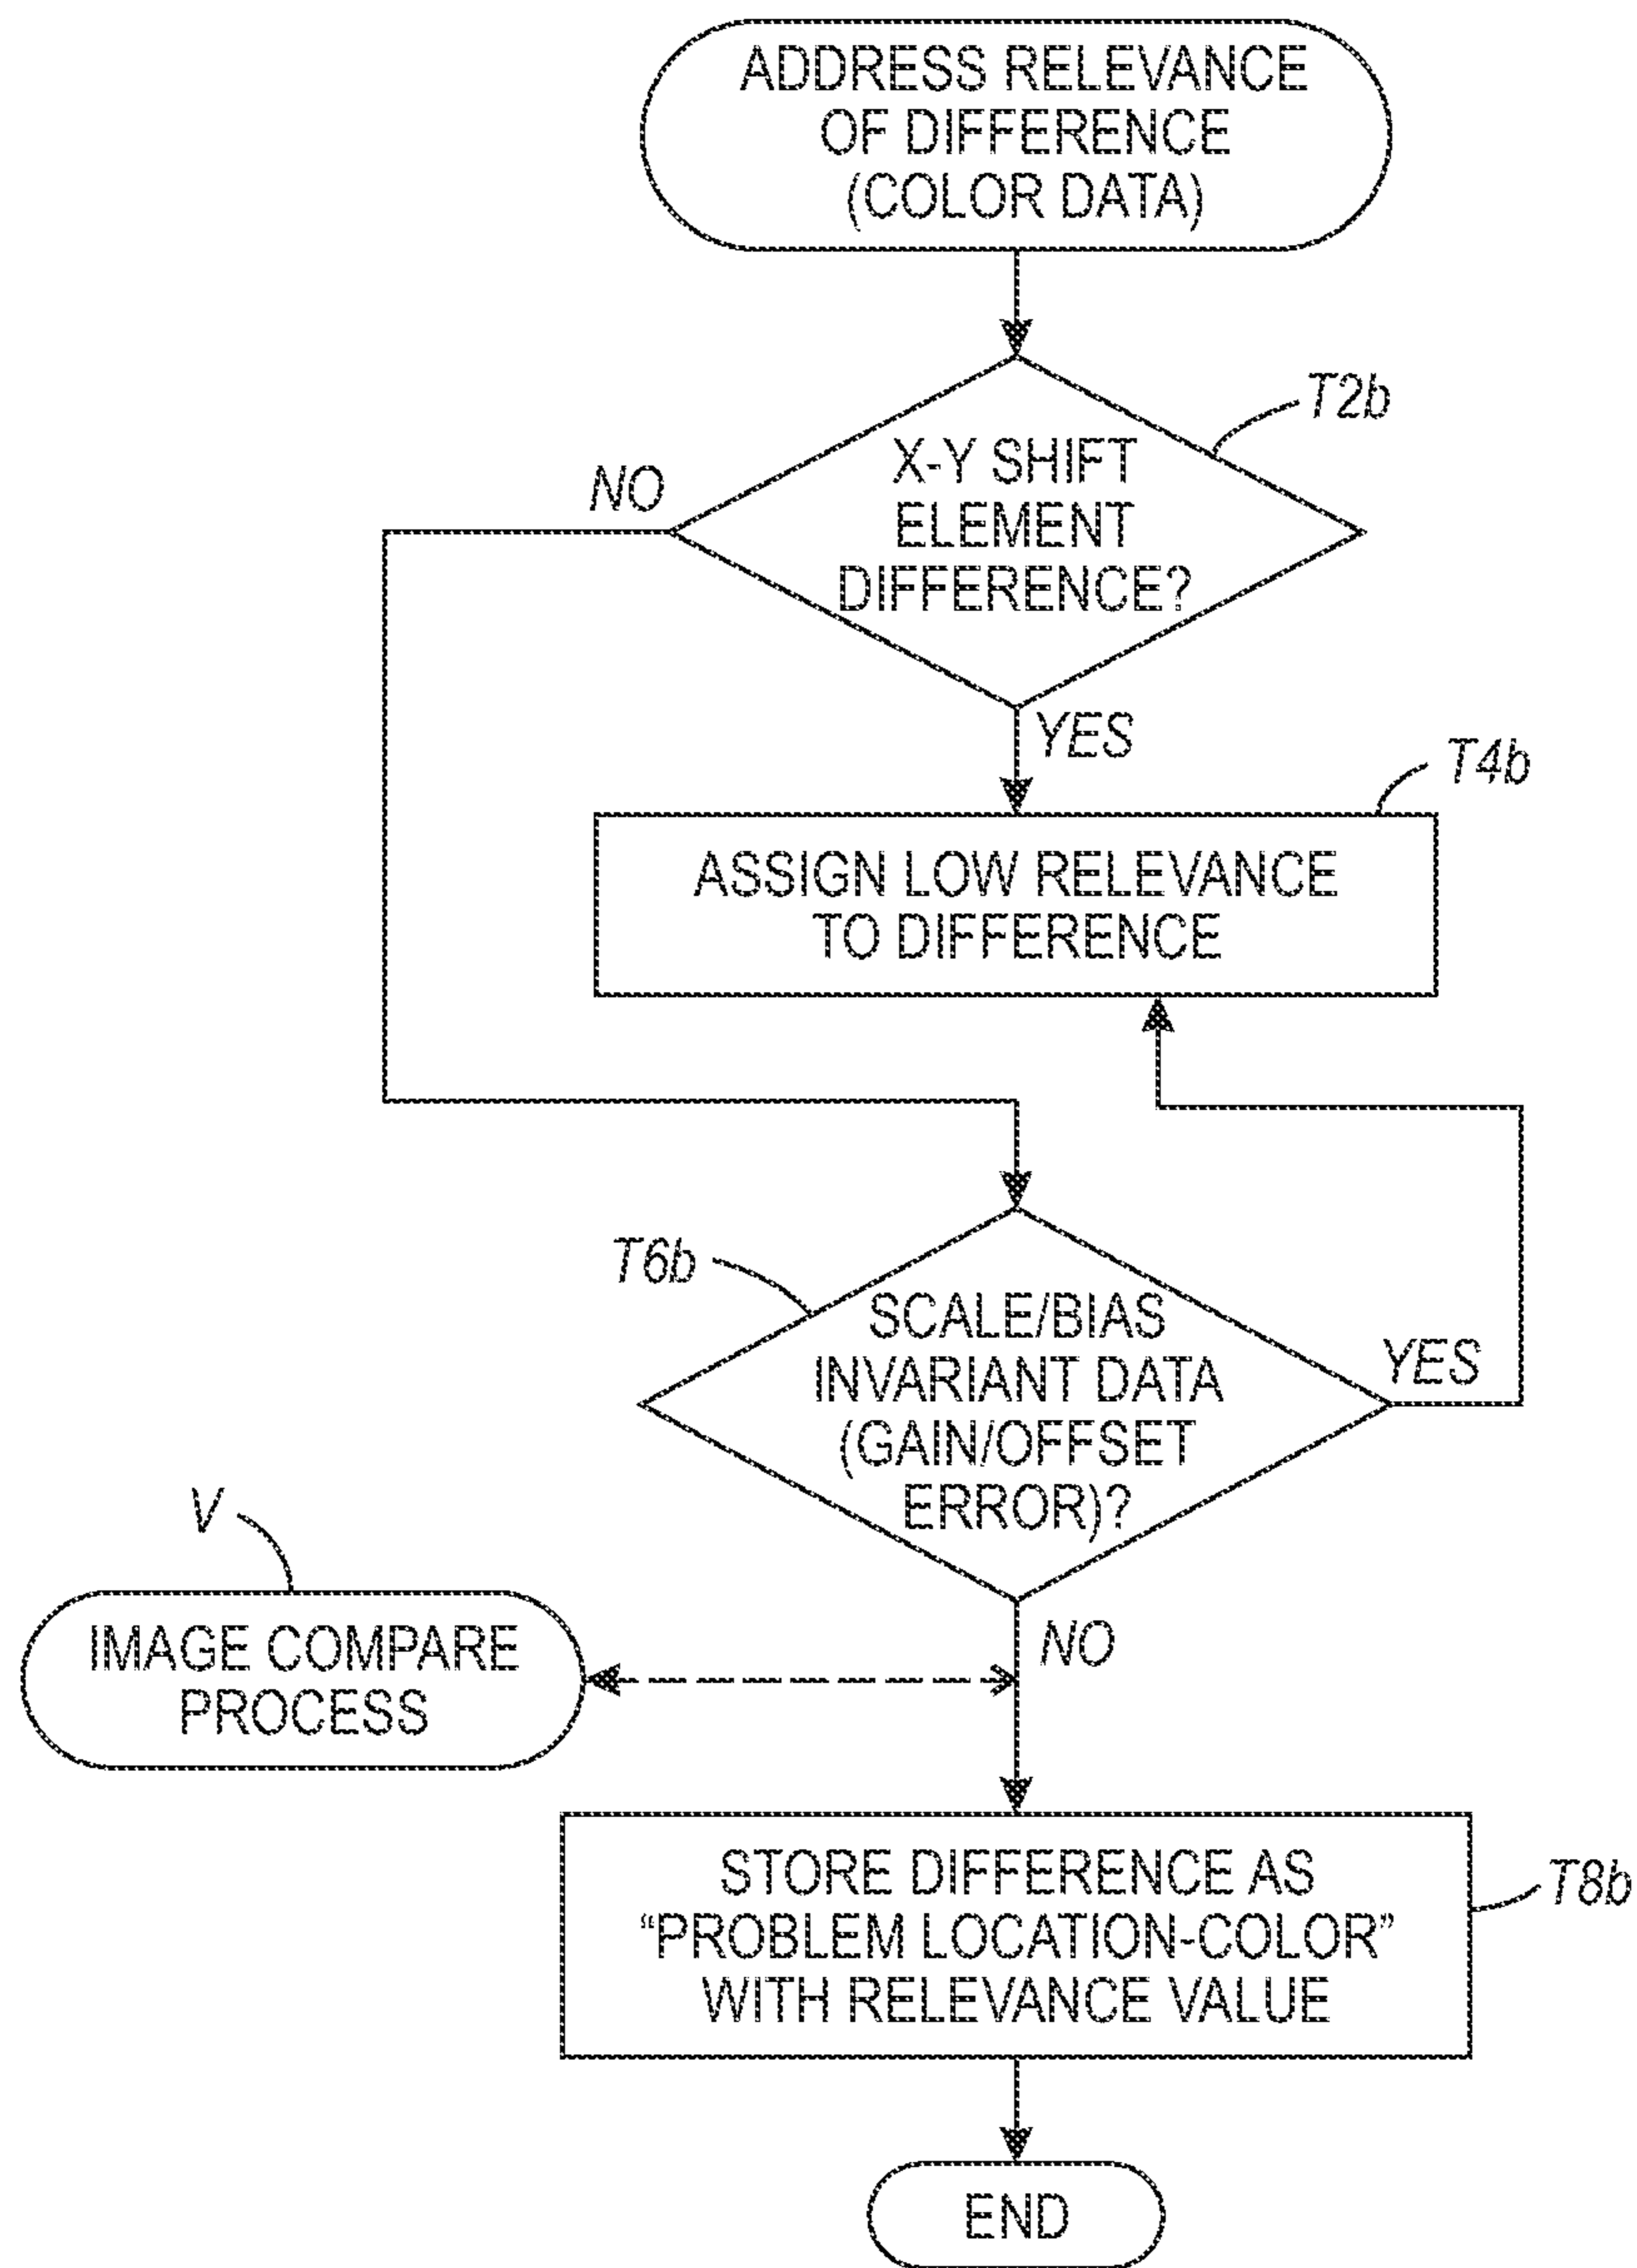 ADDRESS RELEVANCE
OF DIFFERENCE
(COLOR DATA)
T2b
X-Y SHIFT
ELEMENT
DIFFERENCE?
NO
YES
T4b
ASSIGN LOW RELEVANCE
TO DIFFERENCE
T6b
SCALE/BIAS
INVARIANT DATA
(GAIN/OFFSET
ERROR)?
YES
V
IMAGE COMPARE
PROCESS
NO
STORE DIFFERENCE AS
“PROBLEM LOCATION-COLOR”
WITH RELEVANCE VALUE
T8b
END